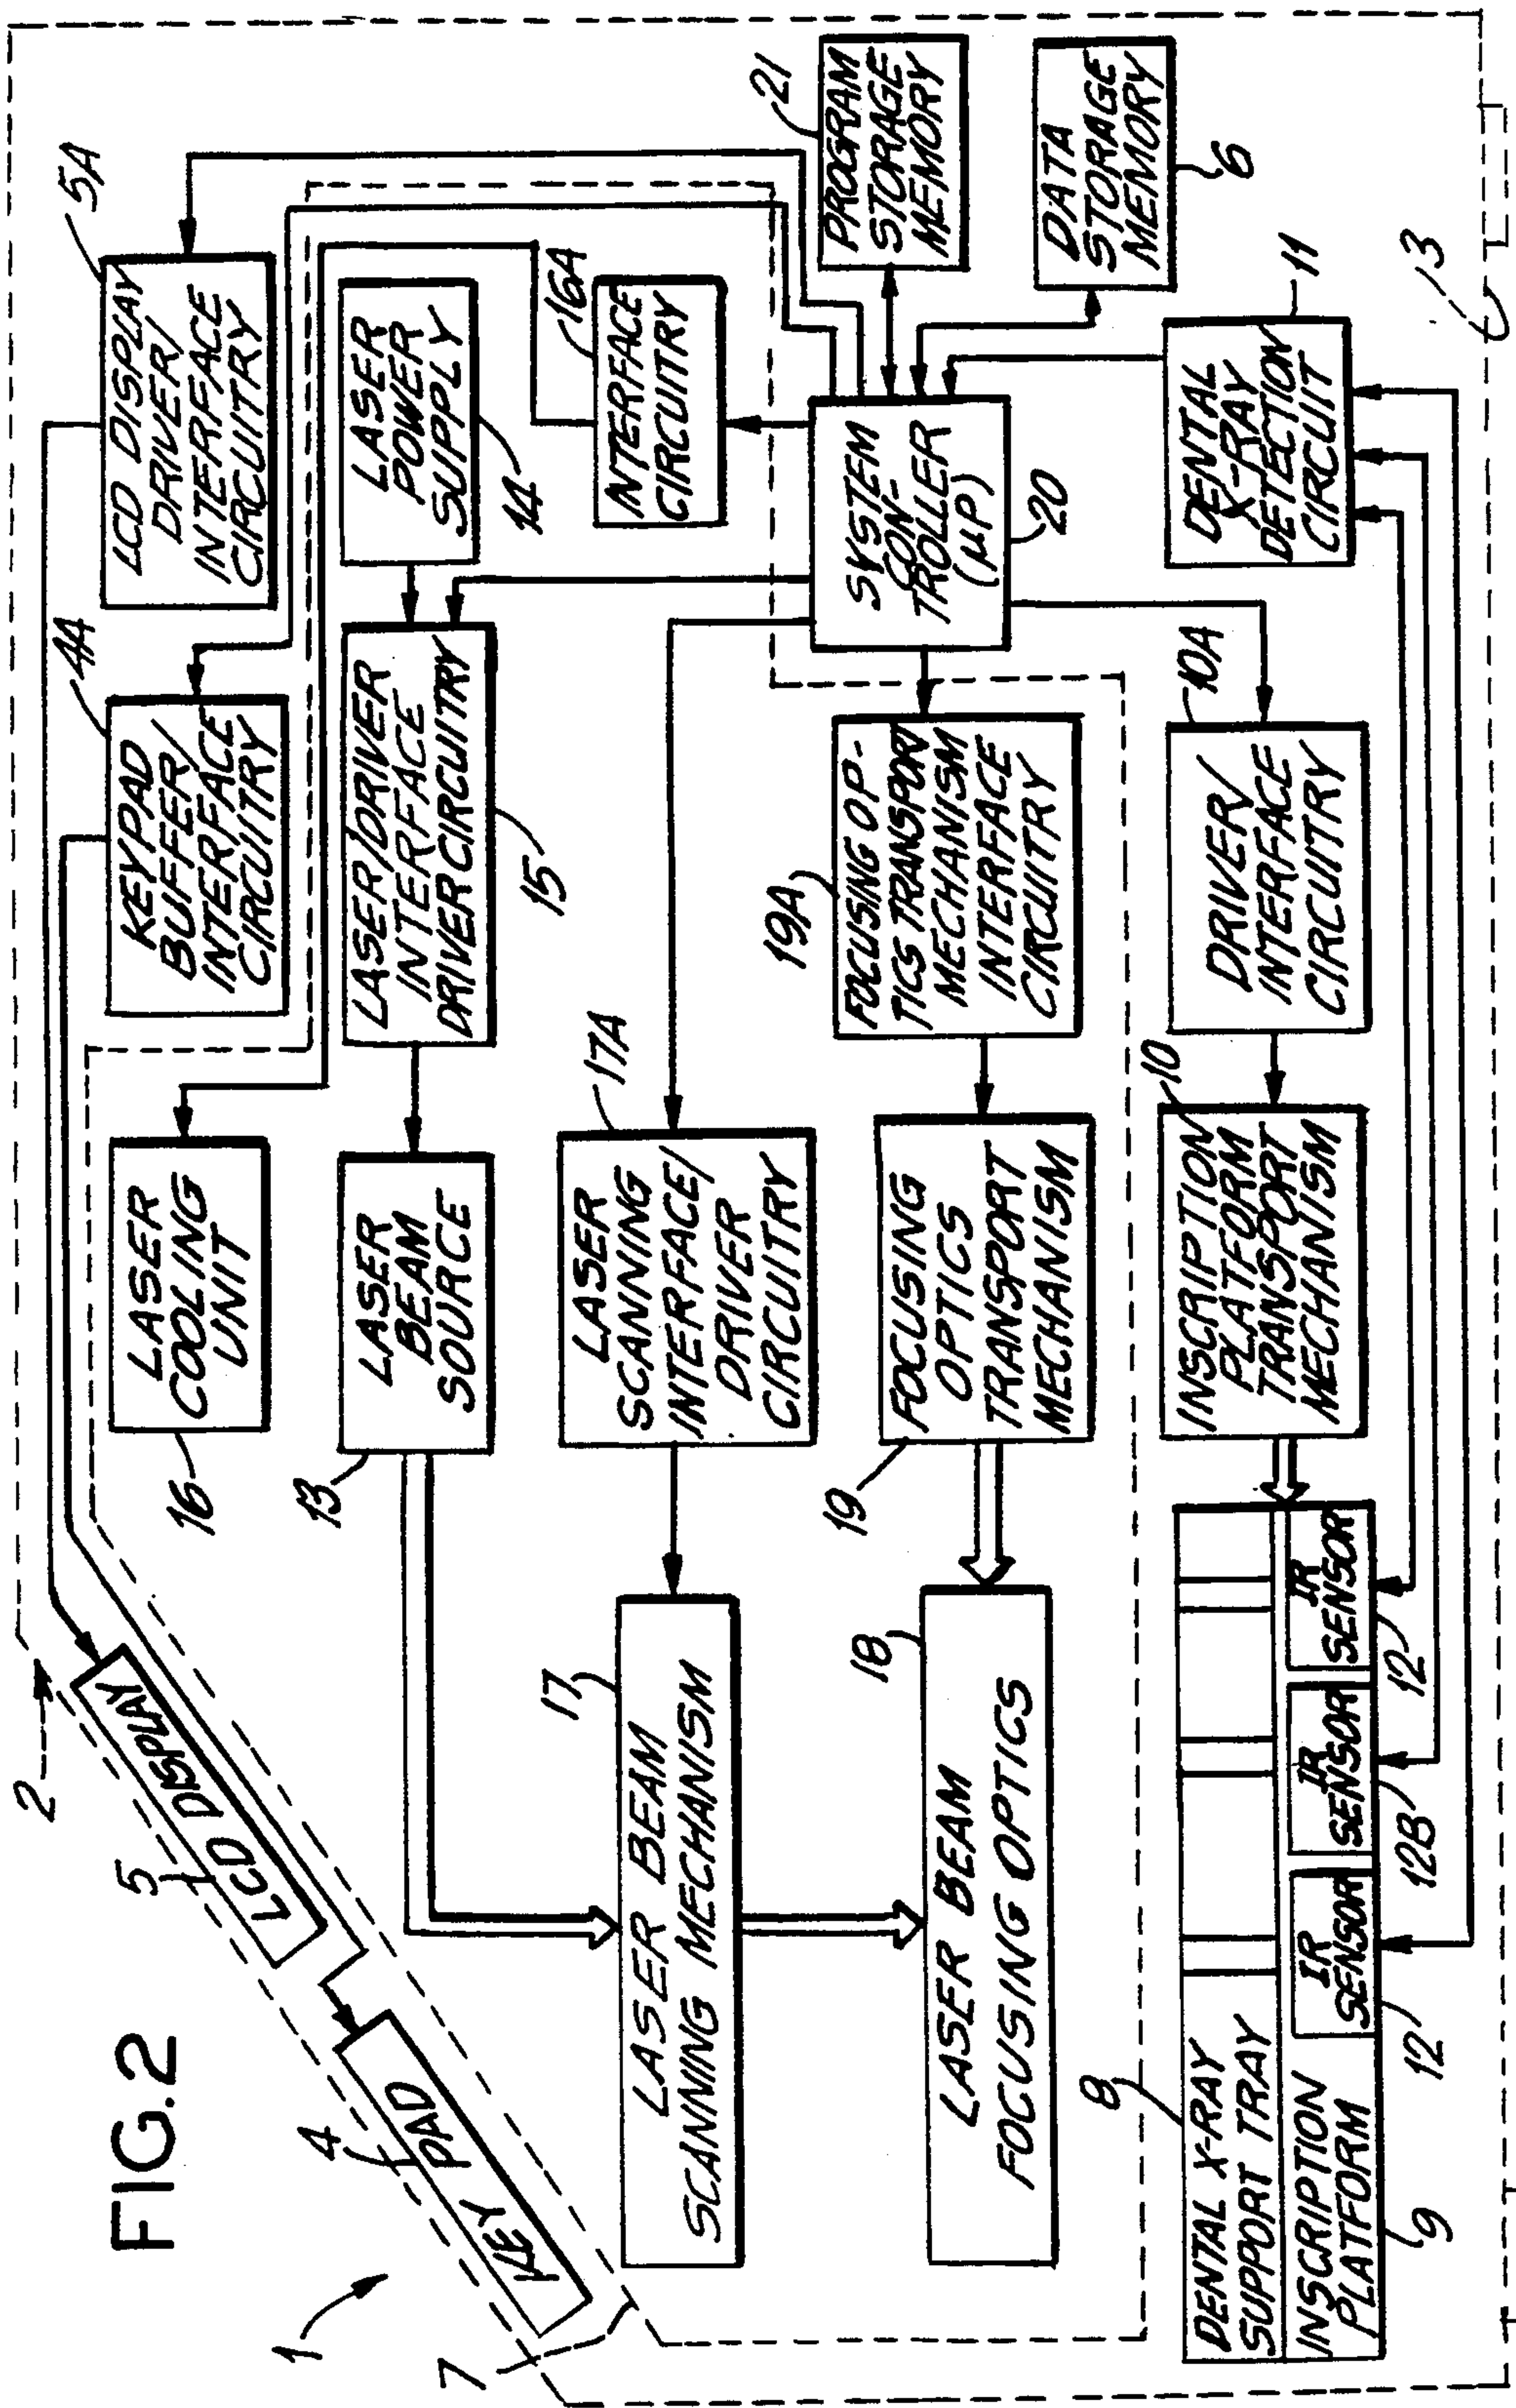 FIG.2
1
2
3
7
KEY PAD
4
LCD DISPLAY
5
LCD DISPLAY
DRIVER/
INTERFACE
CIRCUITRY
5A
KEYPAD
BUFFER/
INTERFACE
CIRCUITRY
4A
LASER
COOLING
UNIT
16
LASER
POWER
SUPPLY
14
LASER/DRIVER
INTERFACE
DRIVER CIRCUITRY
15
LASER
BEAM
SOURCE
13
INTERFACE
CIRCUITRY
16A
LASER
SCANNING
INTERFACE/
DRIVER
CIRCUITRY
17A
LASER BEAM
SCANNING MECHANISM
17
SYSTEM
CON-
TROLLER
(μP)
20
PROGRAM
STORAGE
MEMORY
21
DATA
STORAGE
MEMORY
6
FOCUSING OP-
TICS TRANSPORT
MECHANISM
INTERFACE
CIRCUITRY
19A
FOCUSING
OPTICS
TRANSPORT
MECHANISM
19
LASER BEAM
FOCUSING OPTICS
18
DENTAL
X-RAY
DETECTION
CIRCUIT
11
DRIVER/
INTERFACE
CIRCUITRY
10A
INSCRIPTION
PLATFORM
TRANSPORT
MECHANISM
10
DENTAL X-RAY
SUPPORT TRAY
8
INSCRIPTION
PLATFORM
9
IR
SENSOR
12
IR
SENSOR
12B
IR
SENSOR
12